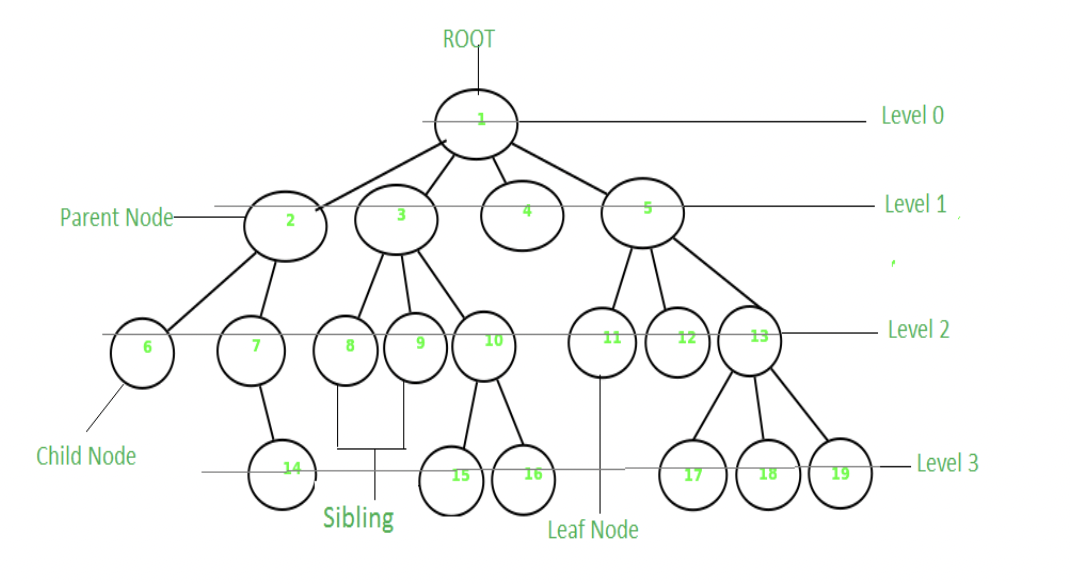 ROOT
1
Level 0
Parent Node
2
3
4
5
Level 1
6
7
8
9
10
11
12
13
Level 2
Child Node
14
15
16
17
18
19
Level 3
Sibling
Leaf Node